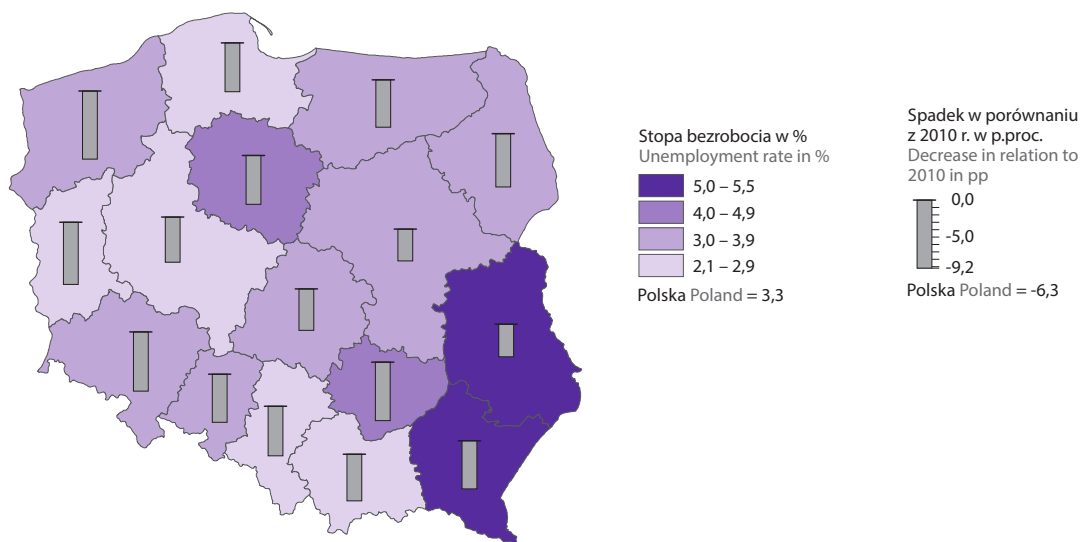 Stopa bezrobocia w %
Unemployment rate in %
5,0 – 5,5
4,0 – 4,9
3,0 – 3,9
2,1 – 2,9
Polska Poland = 3,3
Spadek w porównaniu
z 2010 r. w p.proc.
Decrease in relation to
2010 in pp
0,0
-5,0
-9,2
Polska Poland = -6,3